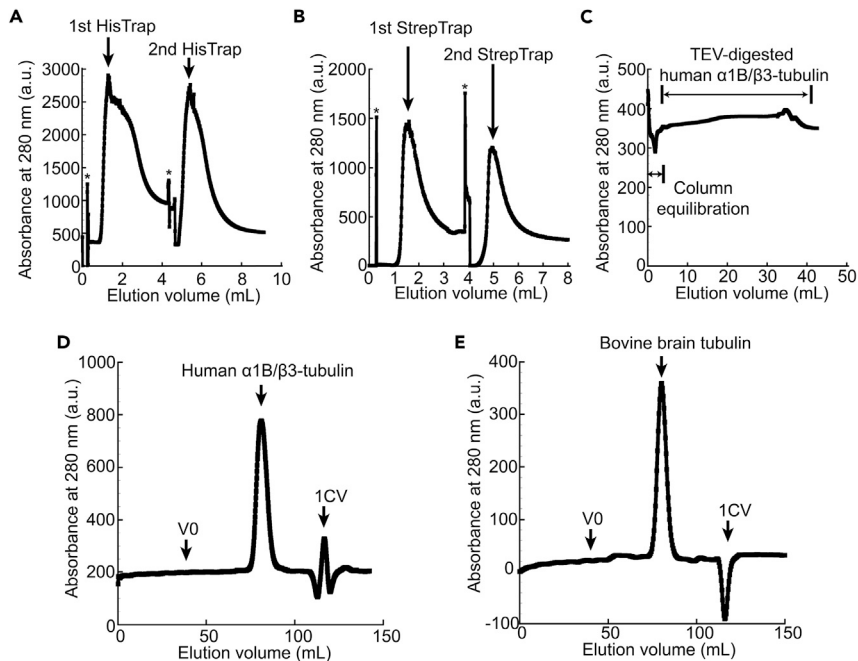 A
1st HisTrap
2nd HisTrap
Absorbance at 280 nm (a.u.)
3000
2500
2000
1500
1000
500
0
*
*
0 2 4 6 8 10
Elution volume (mL)
B
1st StrepTrap
2nd StrepTrap
Absorbance at 280 nm (a.u.)
2000
1500
1000
500
0
*
*
0 1 2 3 4 5 6 7 8
Elution volume (mL)
C
TEV-digested
human α1B/β3-tubulin
Absorbance at 280 nm (a.u.)
500
400
300
200
100
0
Column
equilibration
0 10 20 30 40 50
Elution volume (mL)
D
Human α1B/β3-tubulin
Absorbance at 280 nm (a.u.)
1000
800
600
400
200
0
V0
1CV
0 50 100 150
Elution volume (mL)
E
Bovine brain tubulin
Absorbance at 280 nm (a.u.)
400
300
200
100
0
-100
V0
1CV
0 50 100 150
Elution volume (mL)